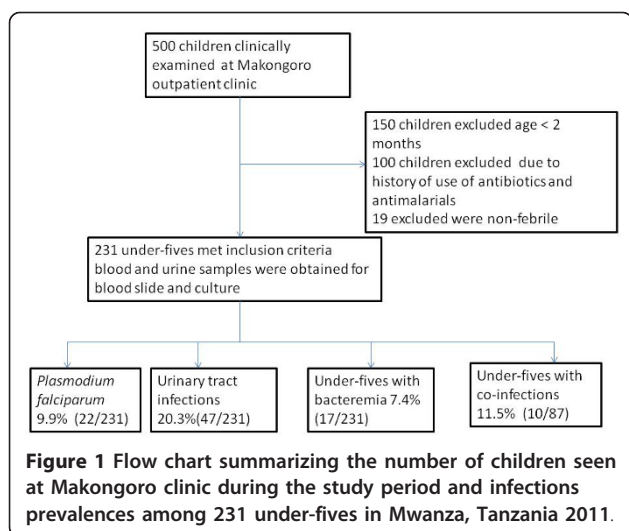 500 children clinically
examined at Makongoro
outpatient clinic
150 children excluded age < 2
months
100 children excluded due to
history of use of antibiotics and
antimalarials
19 excluded were non-febrile
231 under-fives met inclusion criteria
blood and urine samples were obtained for
blood slide and culture
Plasmodium
falciparum
9.9% (22/231)
Urinary tract
infections
20.3%(47/231)
Under-fives with
bacteremia 7.4%
(17/231)
Under-fives with
co-infections
11.5% (10/87)
Figure 1 Flow chart summarizing the number of children seen
at Makongoro clinic during the study period and infections
prevalences among 231 under-fives in Mwanza, Tanzania 2011.